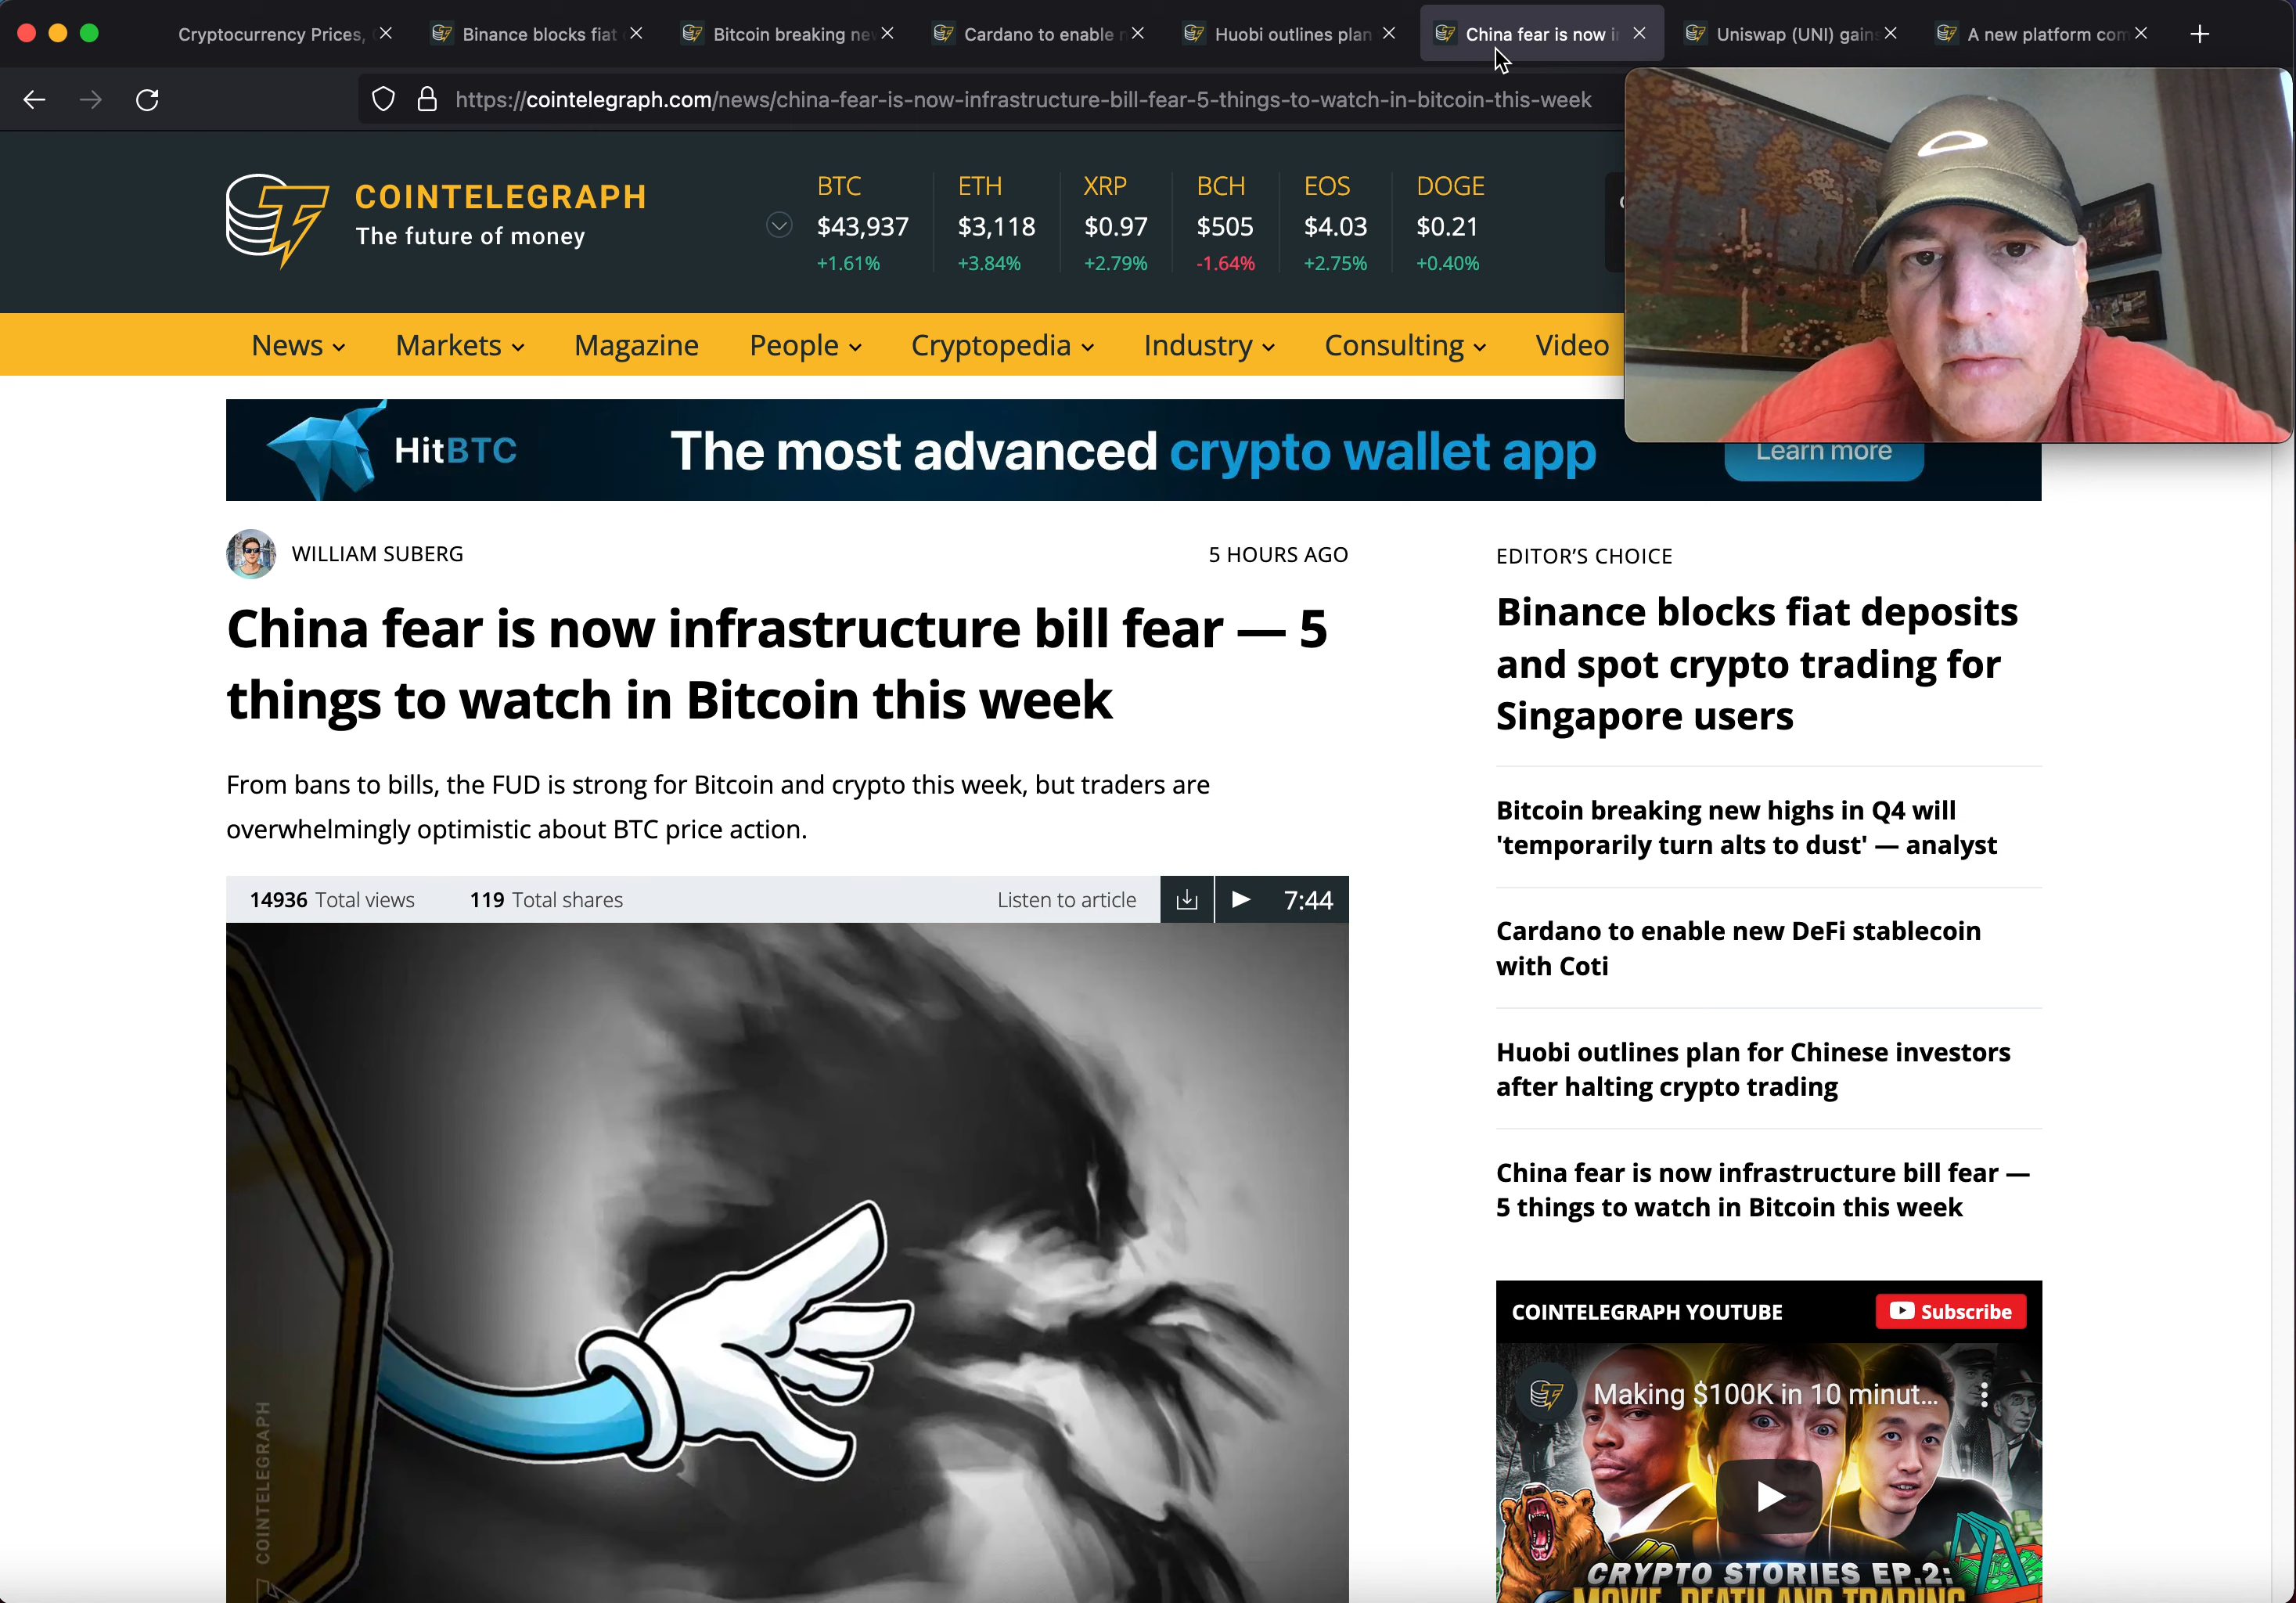 Cryptocurrency Prices,
Binance blocks fiat
Bitcoin breaking nev
Cardano to enable
Huobi outlines plan
China fear is now i
Uniswap (UNI) gain
A new platform com
https://cointelegraph.com/news/china-fear-is-now-infrastructure-bill-fear-5-things-to-watch-in-bitcoin-this-week
COINTELEGRAPH
The future of money
BTC
$43,937
+1.61%
ETH
$3,118
+3.84%
XRP
$0.97
+2.79%
BCH
$505
-1.64%
EOS
$4.03
+2.75%
DOGE
$0.21
+0.40%
News
Markets
Magazine
People
Cryptopedia
Industry
Consulting
Video
HitBTC
The most advanced crypto wallet app
Learn more
WILLIAM SUBERG
5 HOURS AGO
China fear is now infrastructure bill fear — 5
things to watch in Bitcoin this week
From bans to bills, the FUD is strong for Bitcoin and crypto this week, but traders are
overwhelmingly optimistic about BTC price action.
14936 Total views
119 Total shares
Listen to article
7:44
COINTELEGRAPH
EDITOR'S CHOICE
Binance blocks fiat deposits
and spot crypto trading for
Singapore users
Bitcoin breaking new highs in Q4 will
'temporarily turn alts to dust' — analyst
Cardano to enable new DeFi stablecoin
with Coti
Huobi outlines plan for Chinese investors
after halting crypto trading
China fear is now infrastructure bill fear —
5 things to watch in Bitcoin this week
COINTELEGRAPH YOUTUBE
Subscribe
Making $100K in 10 minut...
CRYPTO STORIES EP.2:
MOVIE, DEATH AND TRADING